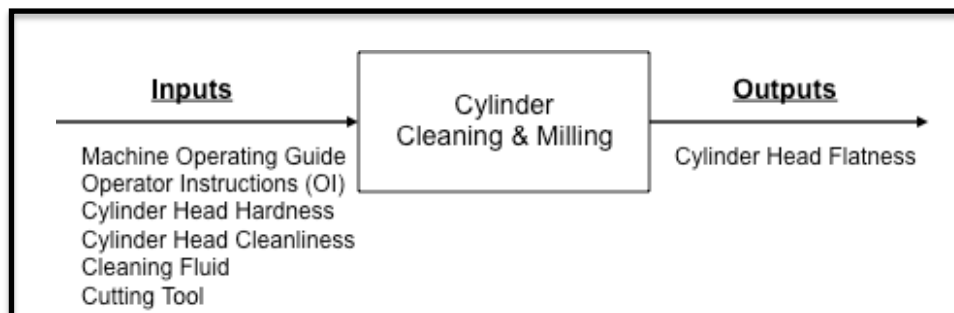 Inputs
Machine Operating Guide
Operator Instructions (OI)
Cylinder Head Hardness
Cylinder Head Cleanliness
Cleaning Fluid
Cutting Tool
Cylinder
Cleaning & Milling
Outputs
Cylinder Head Flatness